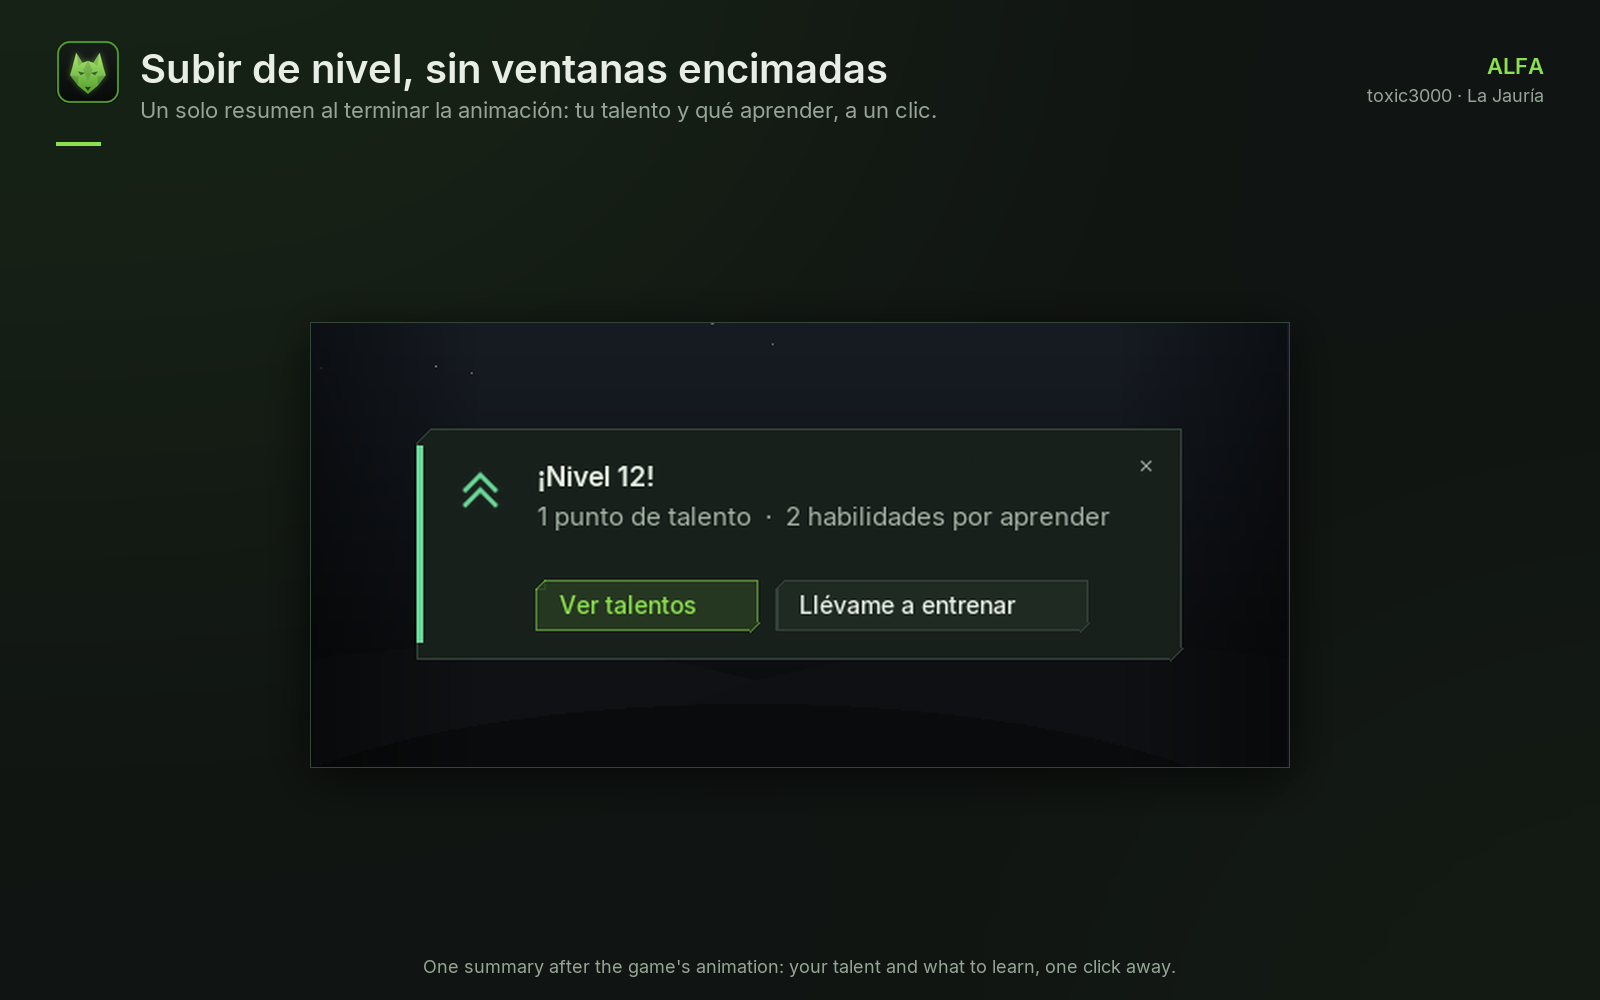 Subir de nivel, sin ventanas encimadas
Un solo resumen al terminar la animación: tu talento y qué aprender, a un clic.
ALFA
toxic3000 · La Jauría
¡Nivel 12!
×
1 punto de talento · 2 habilidades por aprender
Ver talentos
Llévame a entrenar
One summary after the game's animation: your talent and what to learn, one click away.